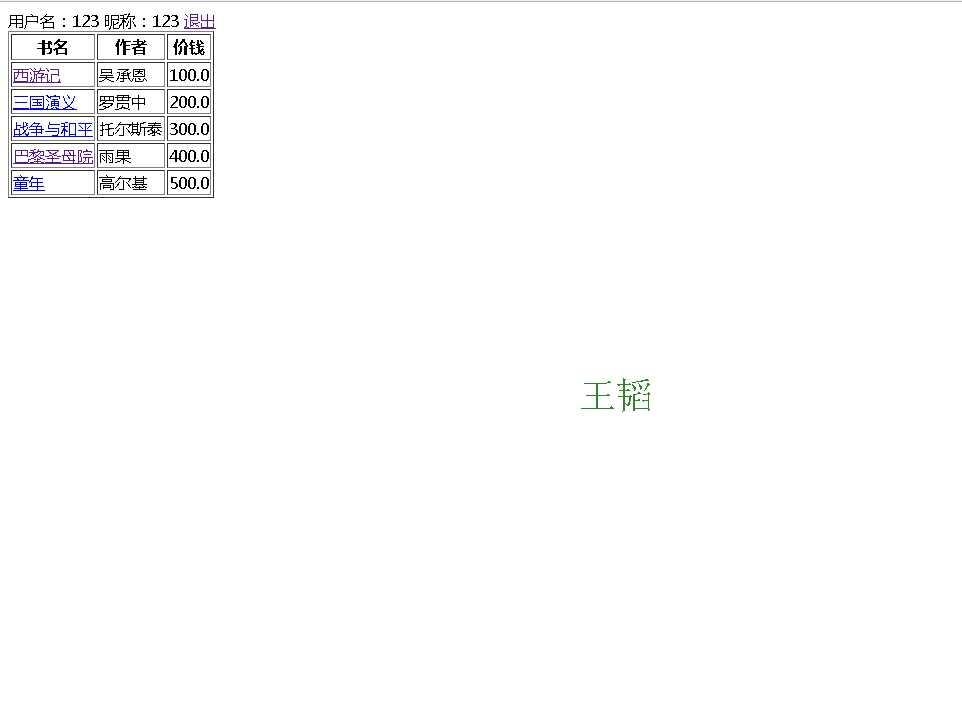 用户名：123 昵称：123 退出
书名 作者 价钱
西游记 吴承恩 100.0
三国演义 罗贯中 200.0
战争与和平 托尔斯泰 300.0
巴黎圣母院 雨果 400.0
童年 高尔基 500.0
王韬